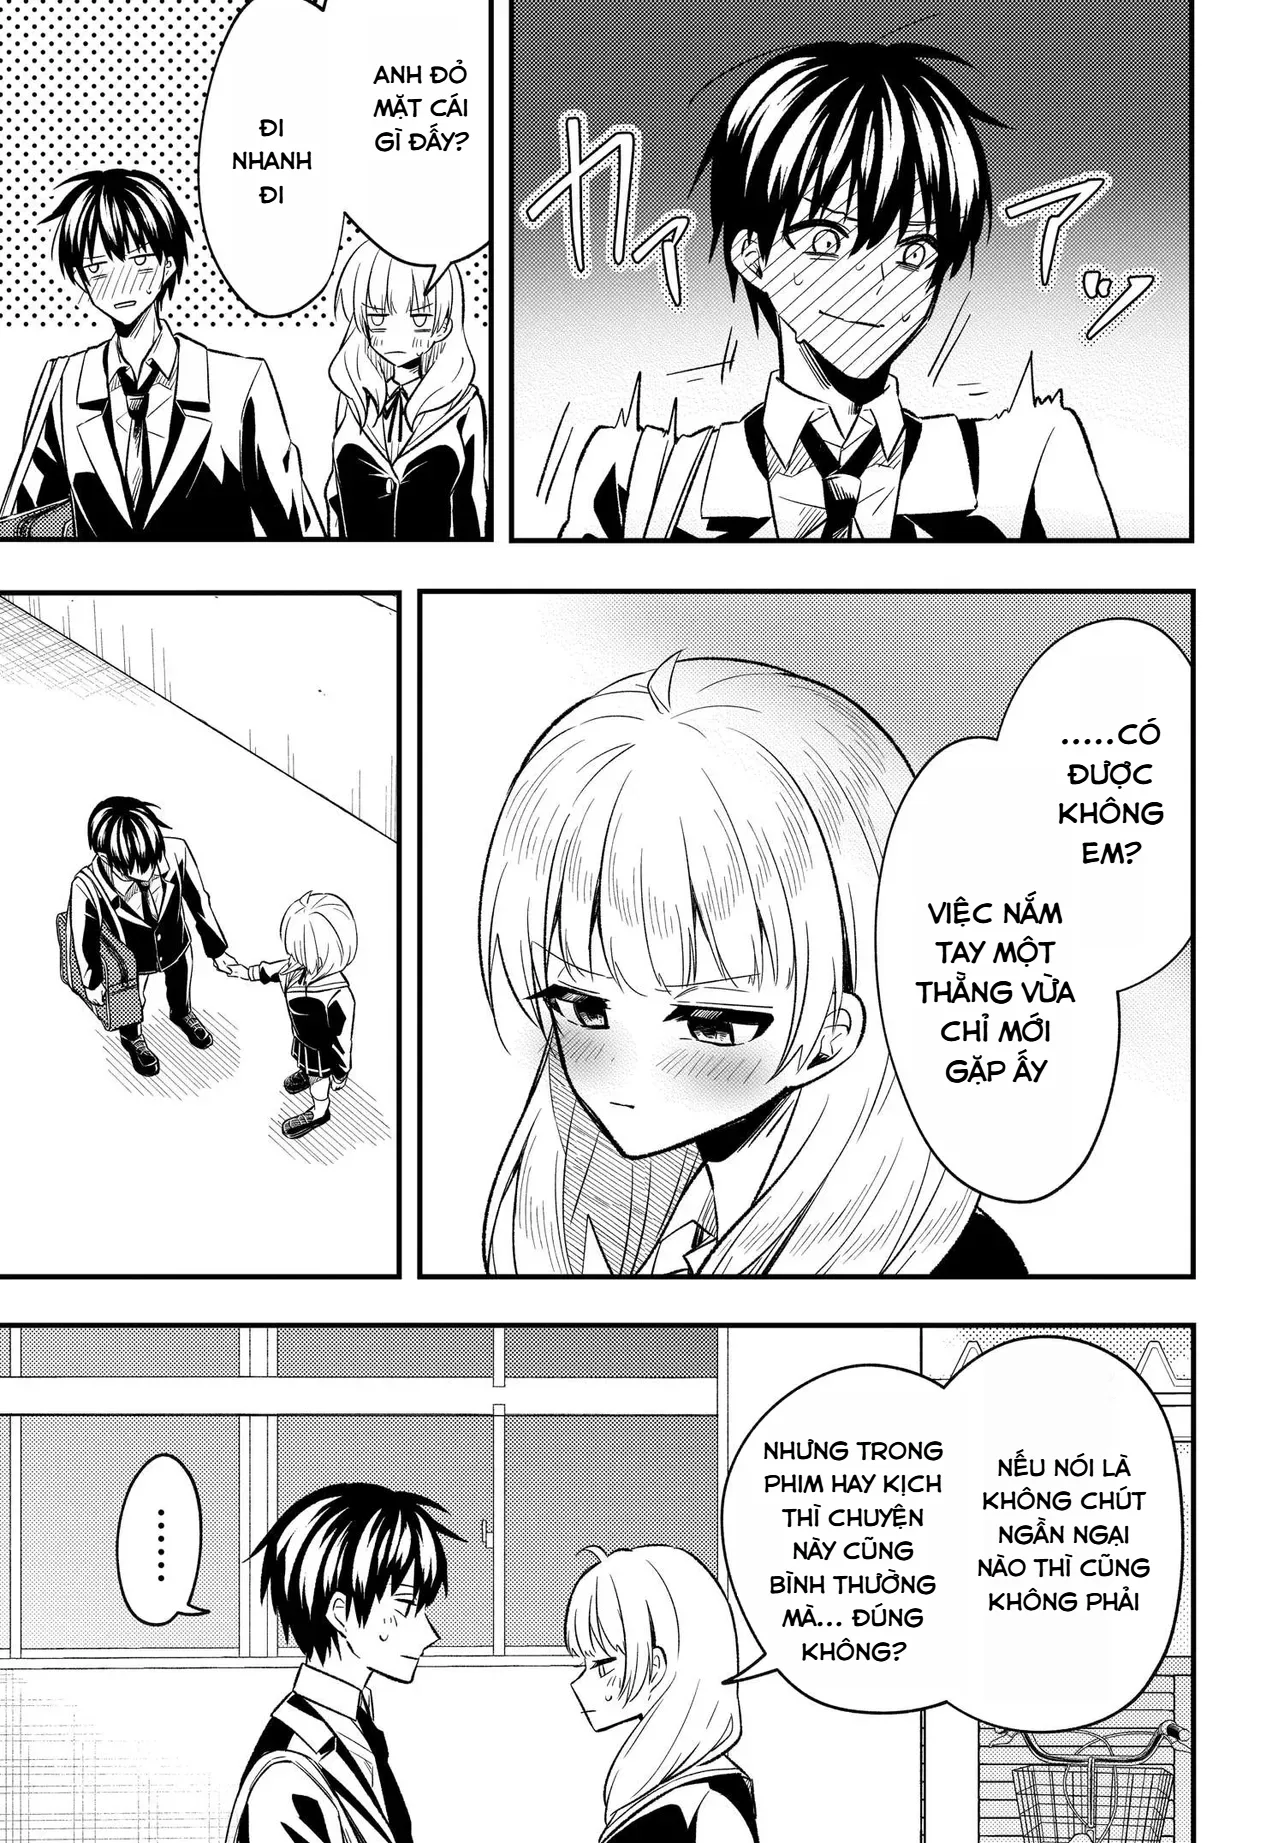 カアァッ
ANH ĐỎ
MẶT CÁI
GÌ ĐẤY?
ĐI
NHANH
ĐI
.....CÓ
ĐƯỢC
KHÔNG
EM?
VIỆC NẮM
TAY MỘT
THẰNG VỪA
CHỈ MỚI
GẶP ẤY
NẾU NÓI LÀ
KHÔNG CHÚT
NGẦN NGẠI
NÀO THÌ CŨNG
KHÔNG PHẢI
NHƯNG TRONG
PHIM HAY KỊCH
THÌ CHUYỆN
NÀY CŨNG
BÌNH THƯỜNG
MÀ... ĐÚNG
KHÔNG?
......